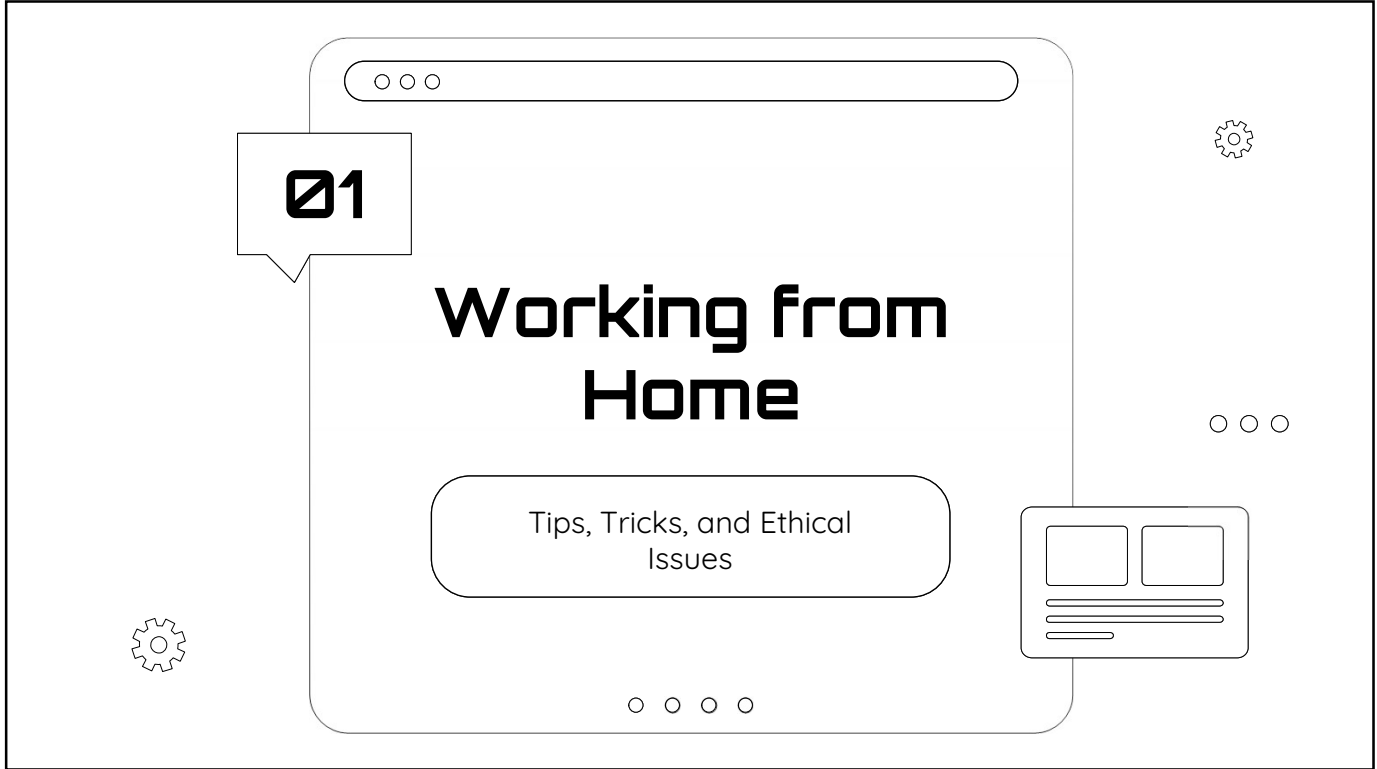 01
Working from
Home
Tips, Tricks, and Ethical
Issues